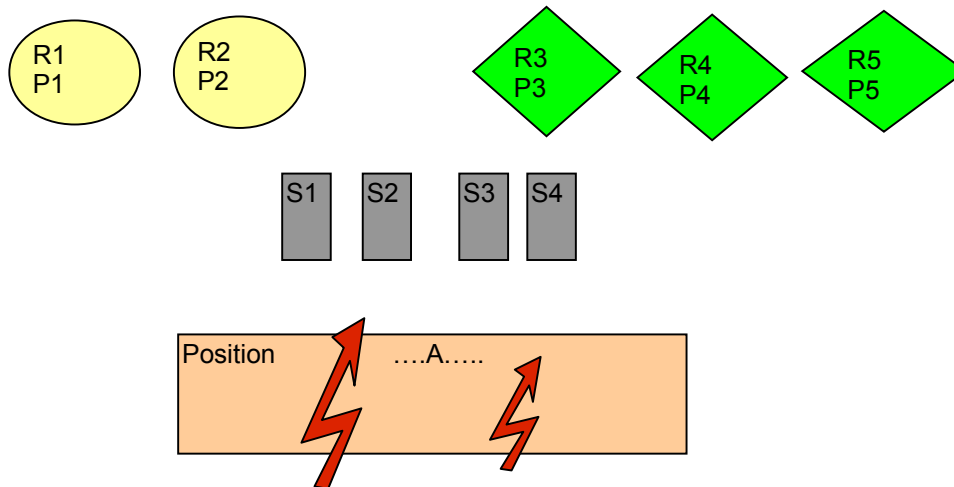 R1
P1
R2
P2
R3
P3
R4
P4
R5
P5
S1
S2
S3
S4
Position
....A.....